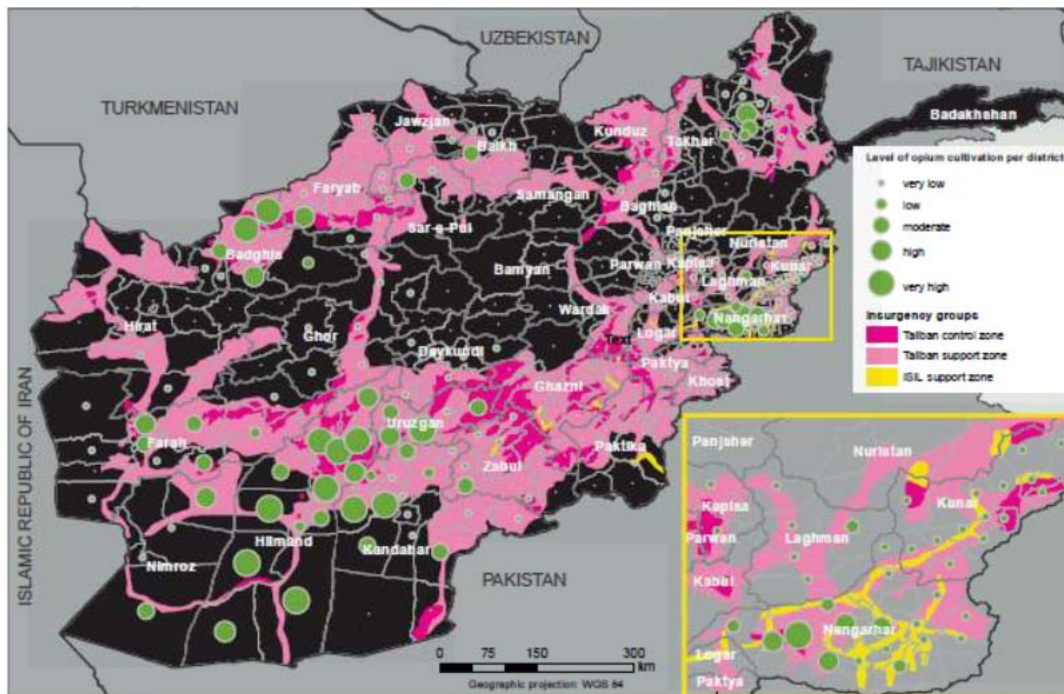 UZBEKISTAN
TAJIKISTAN
TURKMENISTAN
Badakhshan
Jawzjan
Balkh
Kunduz
Takhar
Faryab
Samangan
Baghlan
Sar-e-Pul
Panjsher
Badghis
Nuristan
Bamyan
Parwan
Kapisa
Kunar
Laghman
Kabul
Wardak
Nangarhar
Hirat
Ghor
Logar
Text
Daykundi
Paktya
Ghazni
Khost
Uruzgan
Farah
Paktika
Zabul
Hilmand
Kandahar
Nimroz
ISLAMIC REPUBLIC OF IRAN
PAKISTAN
0 75 150 300
km
Geographic projection: WGS 84
Level of opium cultivation per district
very low
low
moderate
high
very high
Insurgency groups
Taliban control zone
Taliban support zone
ISIL support zone
Panjsher
Nuristan
Kapisa
Kunar
Parwan
Laghman
Kabul
Nangarhar
Logar
Paktya